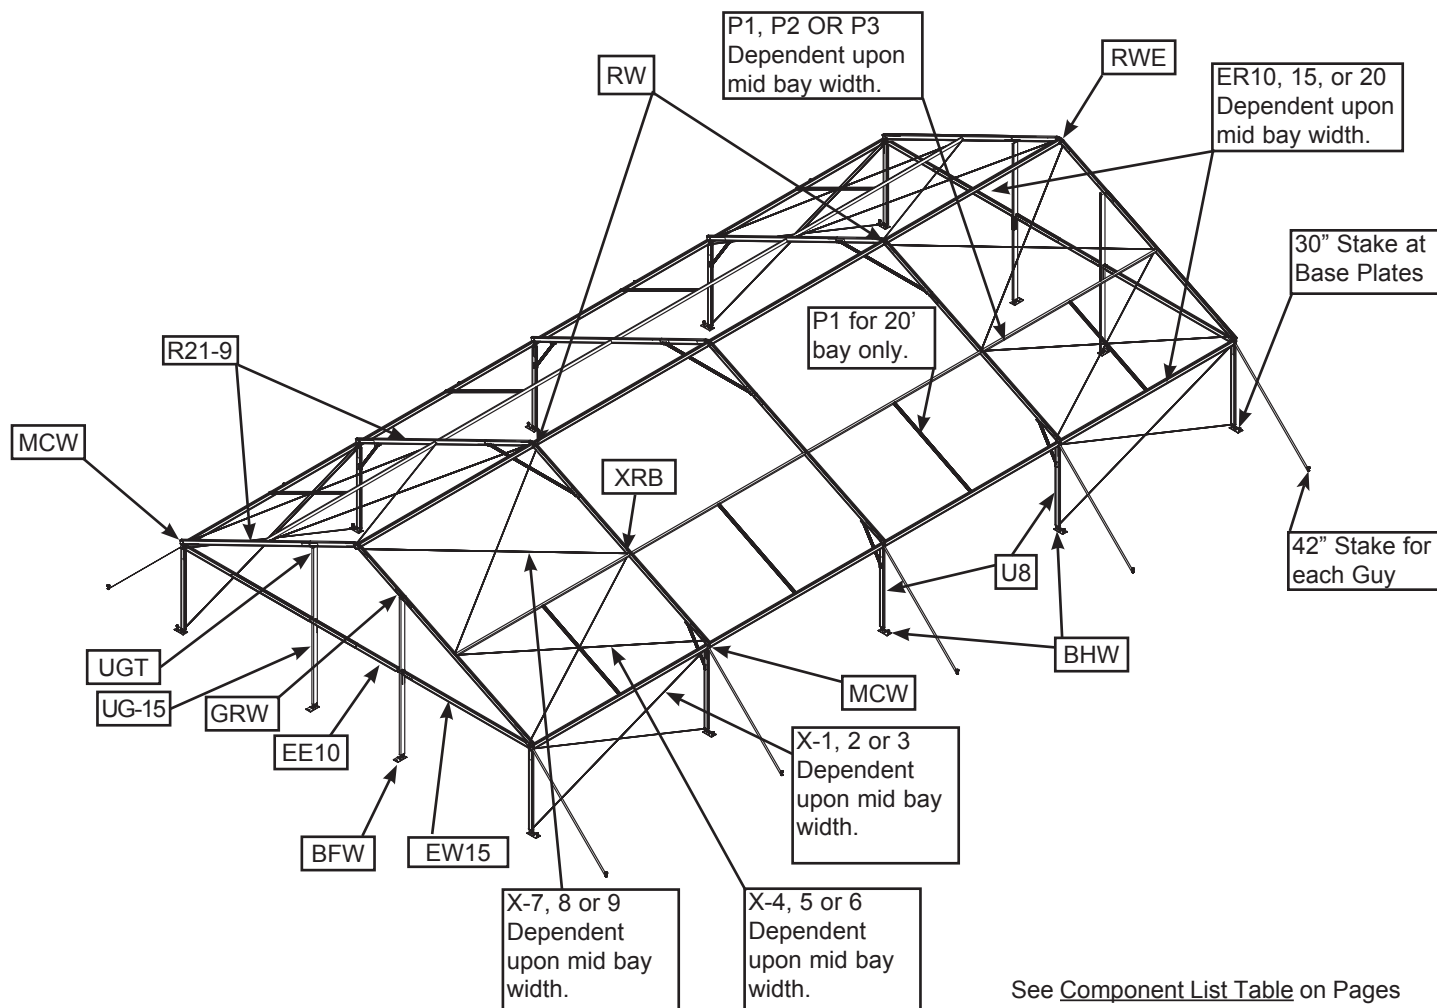 P1, P2 OR P3
Dependent upon
mid bay width.
RWE
RW
ER10, 15, or 20
Dependent upon
mid bay width.
30” Stake at
Base Plates
P1 for 20’
bay only.
R21-9
MCW
XRB
42” Stake for
each Guy
U8
BHW
UGT
MCW
UG-15
GRW
EE10
X-1, 2 or 3
Dependent
upon mid bay
width.
BFW
EW15
X-7, 8 or 9
Dependent
upon mid bay
width.
X-4, 5 or 6
Dependent
upon mid bay
width.
See Component List Table on Pages